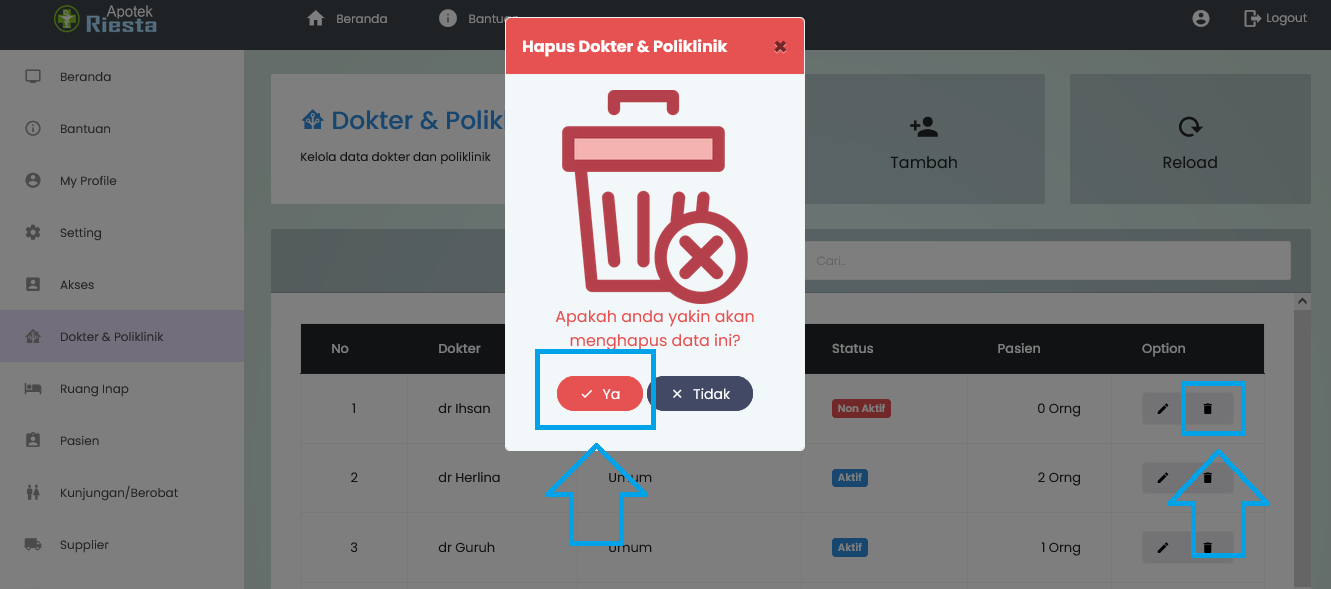 Apotek
Riesta
Beranda
Logout
Beranda
Bantuan
My Profile
Setting
Akses
Dokter & Poliklinik
Ruang Inap
Pasien
Kunjungan/Berobat
Supplier
Hapus Dokter & Poliklinik
Apakah anda yakin akan
menghapus data ini?
Ya
Tidak
Dokter &
Kelola data dokter dan poliklinik
Tambah
Reload
Cari..
No Dokter Status Pasien Option
1 dr Ihsan Non Aktif 0 Orng
2 dr Herlina Umum Aktif 2 Orng
3 dr Guruh Umum Aktif 1 Orng